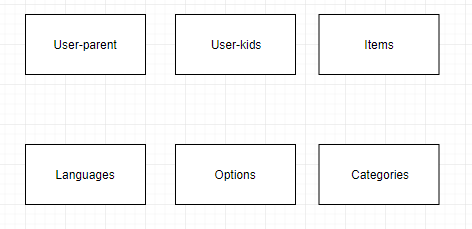 User-parent
User-kids
Items
Languages
Options
Categories